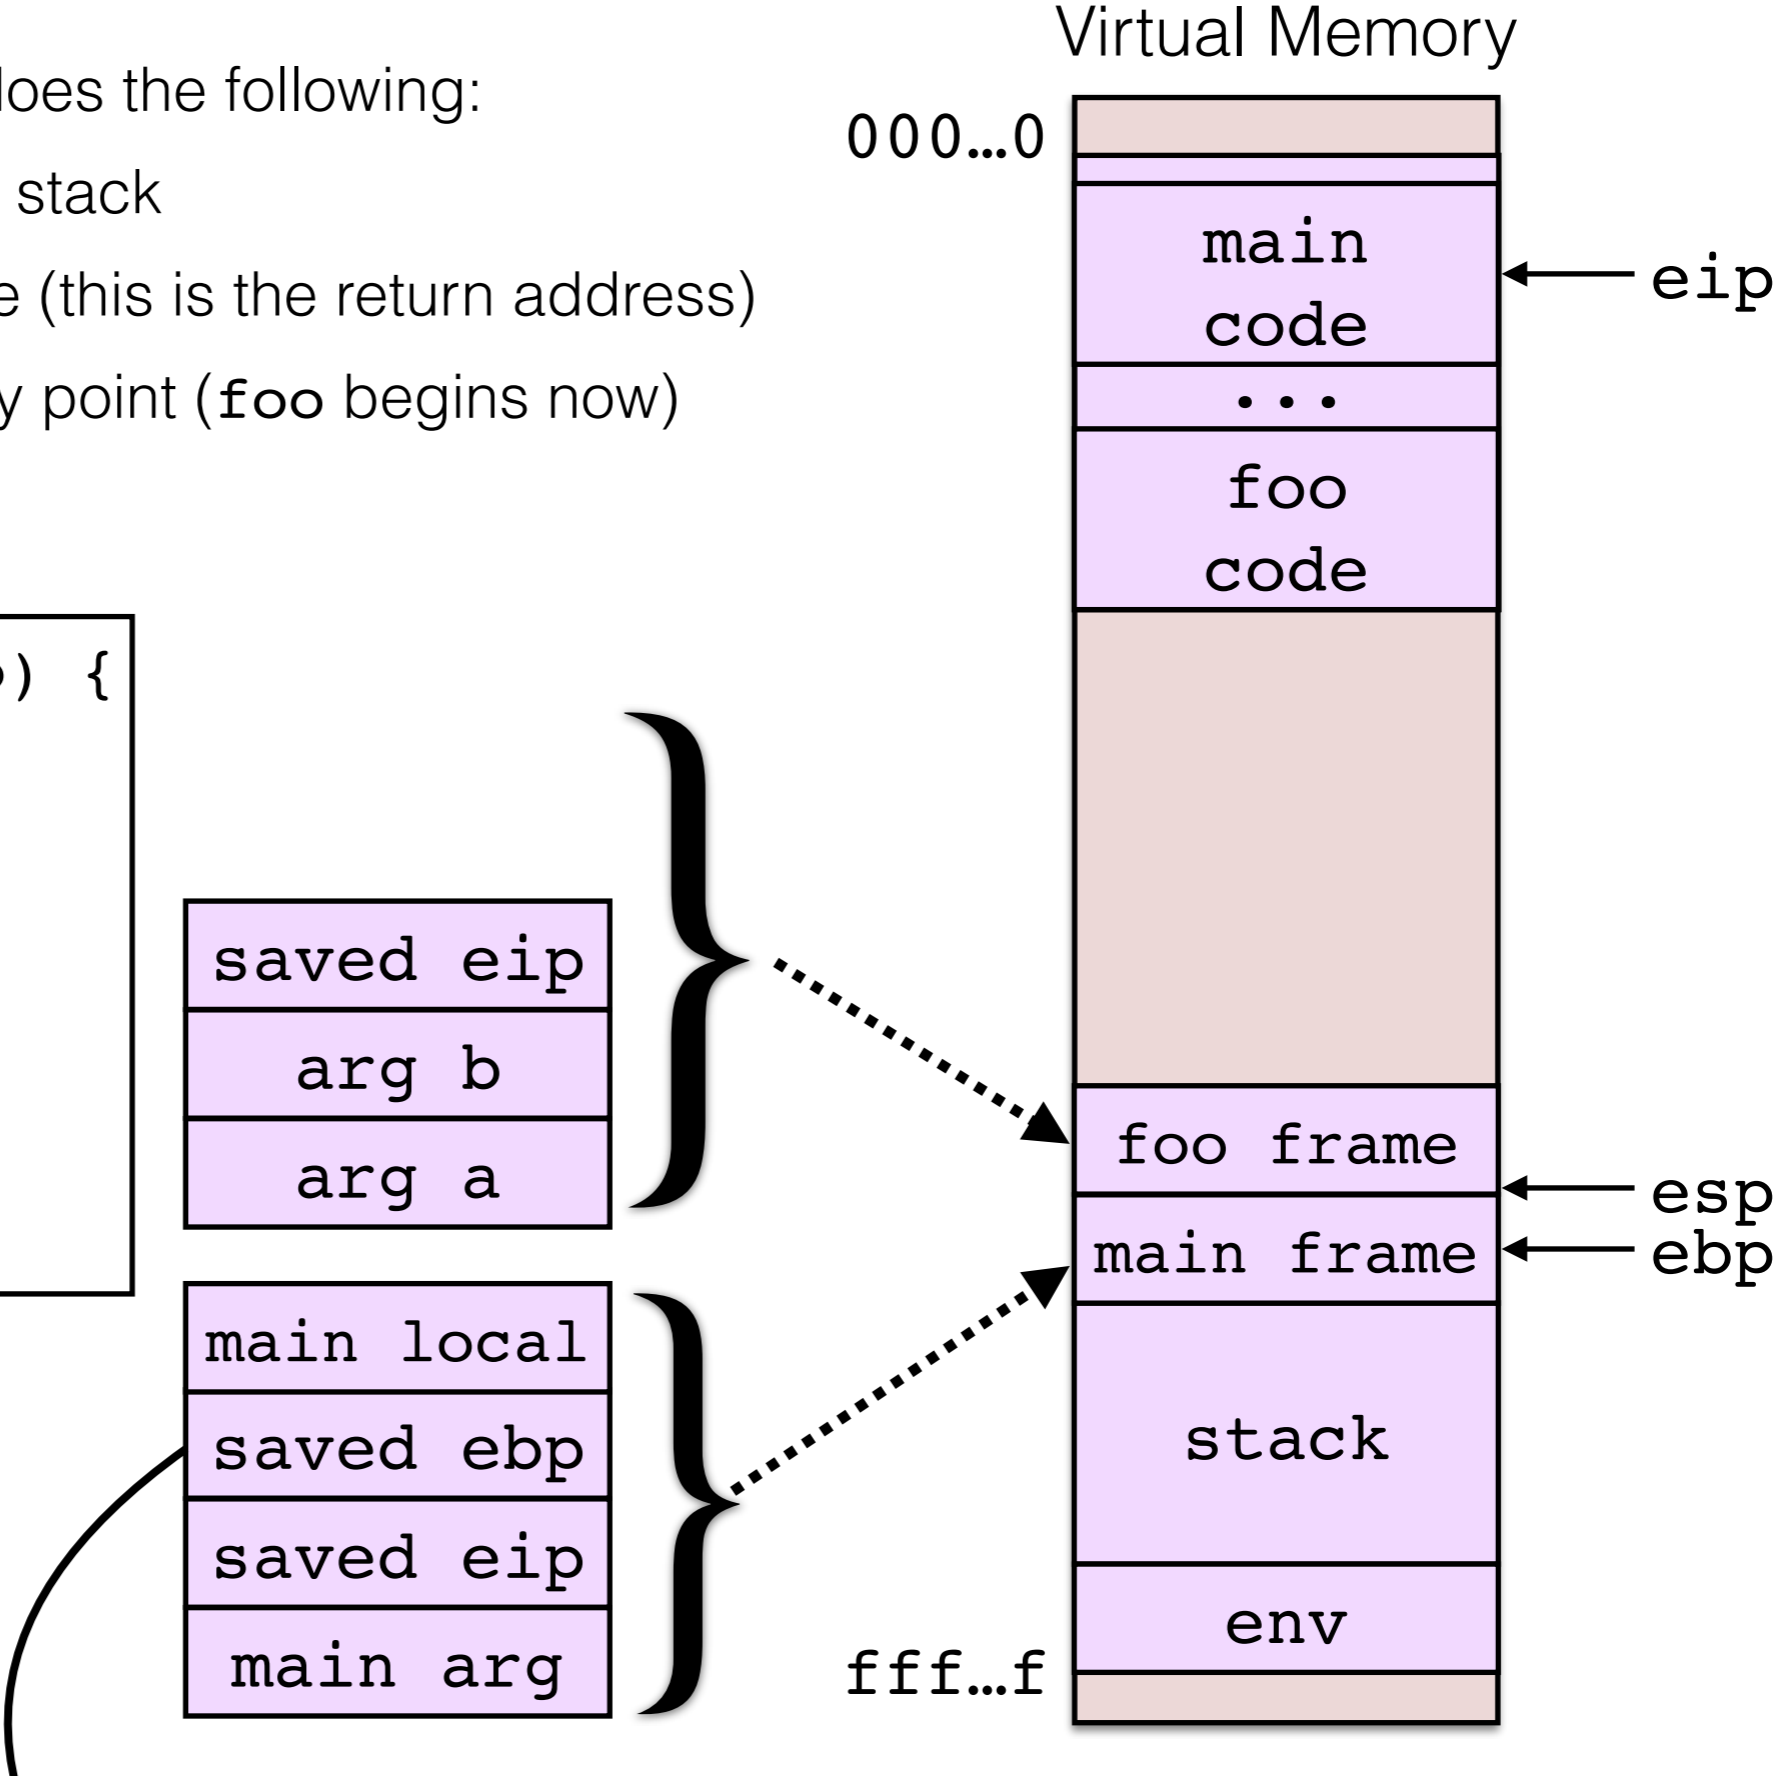 Virtual Memory
does the following:
stack
e (this is the return address)
y point (foo begins now)
) {
saved eip
arg b
arg a
main local
saved ebp
saved eip
main arg
000…0
main
code
...
foo
code
foo frame
main frame
stack
env
fff…f
eip
esp
ebp